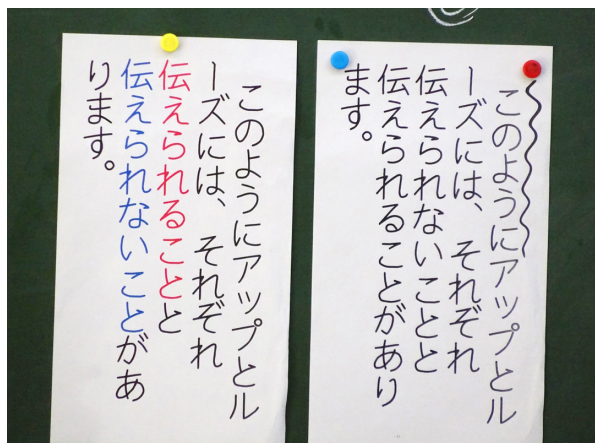 このようにアップとル
ーズには、それぞれ
伝えられないことと
伝えられることがあり
ます。
このようにアップとル
ーズには、それぞれ
伝えられることと
伝えられないことがあ
ります。